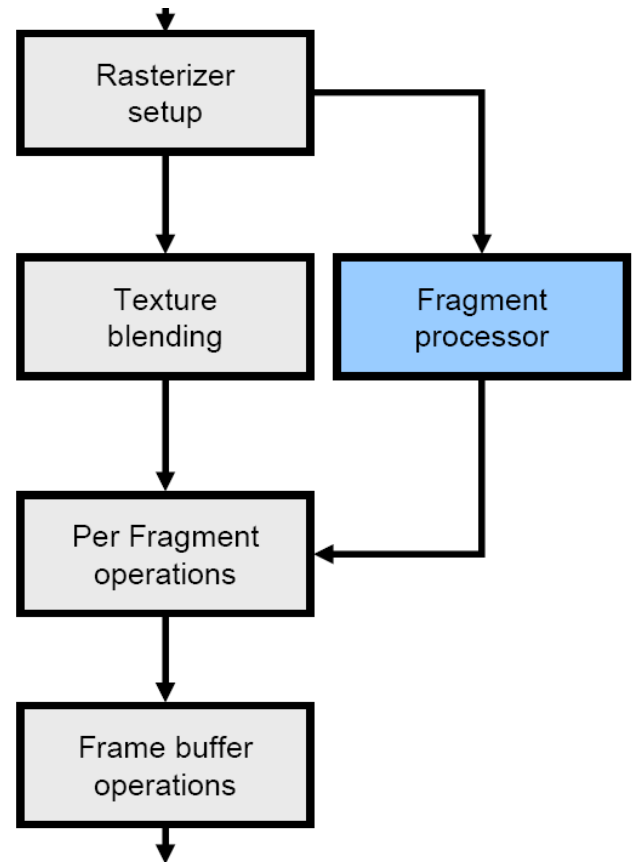 Rasterizer
setup
Texture
blending
Fragment
processor
Per Fragment
operations
Frame buffer
operations